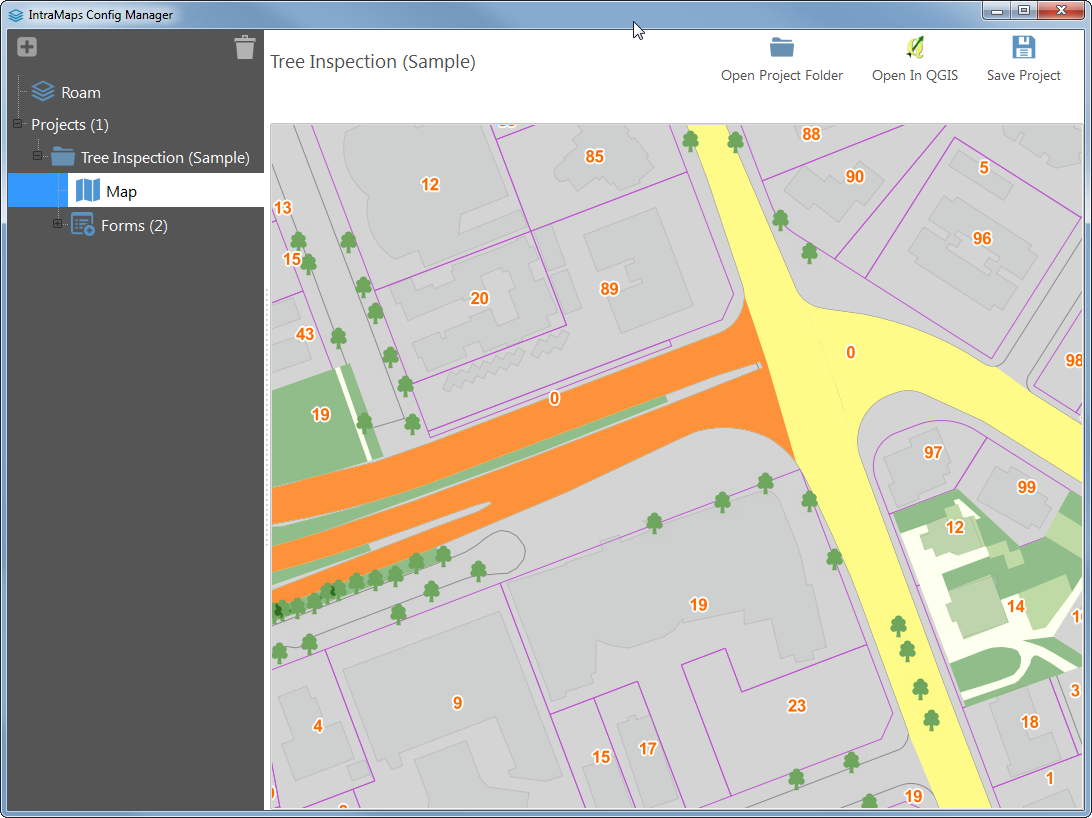 IntraMaps Config Manager
Tree Inspection (Sample)
Open Project Folder
Open In QGIS
Save Project
Roam
Projects (1)
Tree Inspection (Sample)
Map
Forms (2)
88
85
5
90
12
13
96
15
89
20
43
0
98
0
19
97
99
12
19
14
9
23
4
18
17
15
1
19